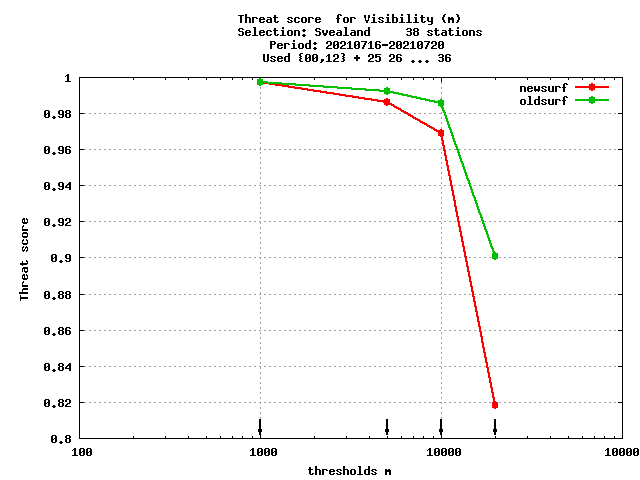 Threat score  for Visibility (m)
Selection: Svealand     38 stations
Period: 20210716-20210720
Used {00,12} + 25 26 ... 36
newsurf
oldsurf
Threat score
1
0.98
0.96
0.94
0.92
0.9
0.88
0.86
0.84
0.82
0.8
100 1000 10000 10000
thresholds m